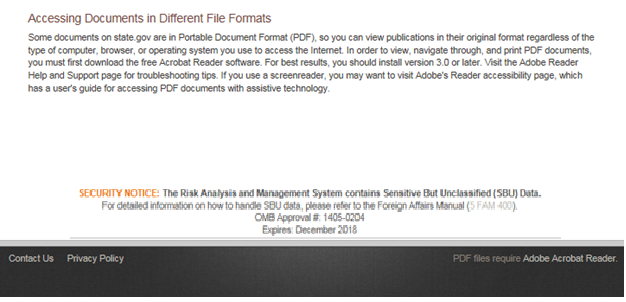 Accessing Documents in Different File Formats
Some documents on state.gov are in Portable Document Format (PDF), so you can view publications in their original format regardless of the
type of computer, browser, or operating system you use to access the Internet. In order to view, navigate through, and print PDF documents,
you must first download the free Acrobat Reader software. For best results, you should install version 3.0 or later. Visit the Adobe Reader
Help and Support page for troubleshooting tips. If you use a screenreader, you may want to visit Adobe's Reader accessibility page, which
has a user's guide for accessing PDF documents with assistive technology.
SECURITY NOTICE: The Risk Analysis and Management System contains Sensitive But Unclassified (SBU) Data.
For detailed information on how to handle SBU data, please refer to the Foreign Affairs Manual (5 FAM 400).
OMB Approval #: 1405-0204
Expires: December 2018
Contact Us Privacy Policy PDF files require Adobe Acrobat Reader.